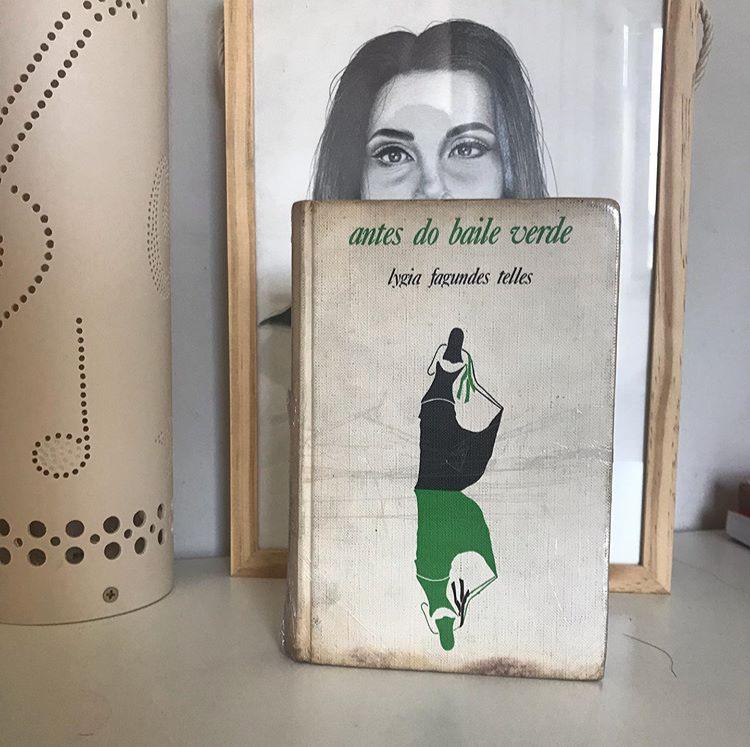 antes do baile verde
lygia fagundes telles